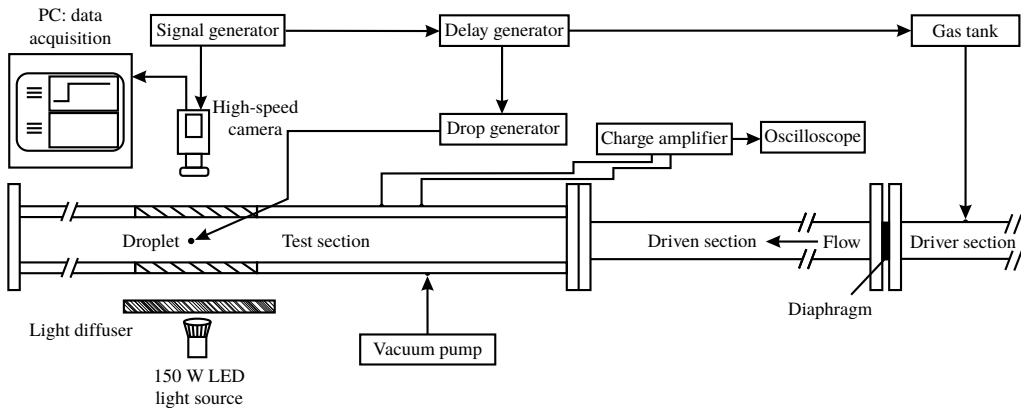 PC: data
acquisition
Signal generator
Delay generator
Gas tank
High-speed
camera
Drop generator
Charge amplifier
Oscilloscope
Droplet
Test section
Driven section
Flow
Driver section
Diaphragm
Light diffuser
Vacuum pump
150 W LED
light source